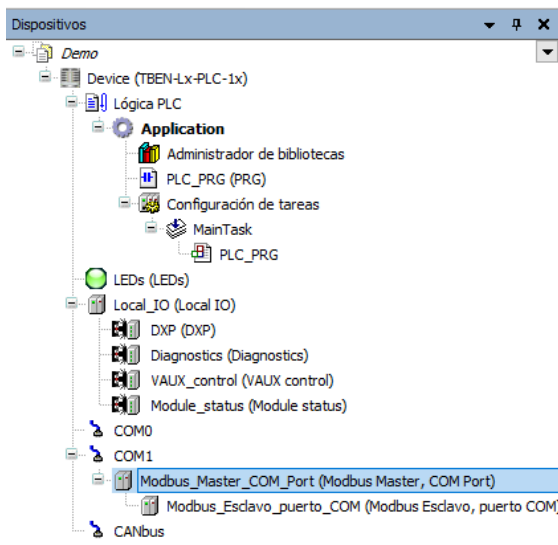 Dispositivos
Demo
Device (TBEN-Lx-PLC-1x)
Lógica PLC
Application
Administrador de bibliotecas
PLC_PRG (PRG)
Configuración de tareas
MainTask
PLC_PRG
LEDs (LEDs)
Local_IO (Local IO)
DXP (DXP)
Diagnostics (Diagnostics)
VAUX_control (VAUX control)
Module_status (Module status)
COM0
COM1
Modbus_Master_COM_Port (Modbus Master, COM Port)
Modbus_Esclavo_puerto_COM (Modbus Esclavo, puerto COM)
CANbus